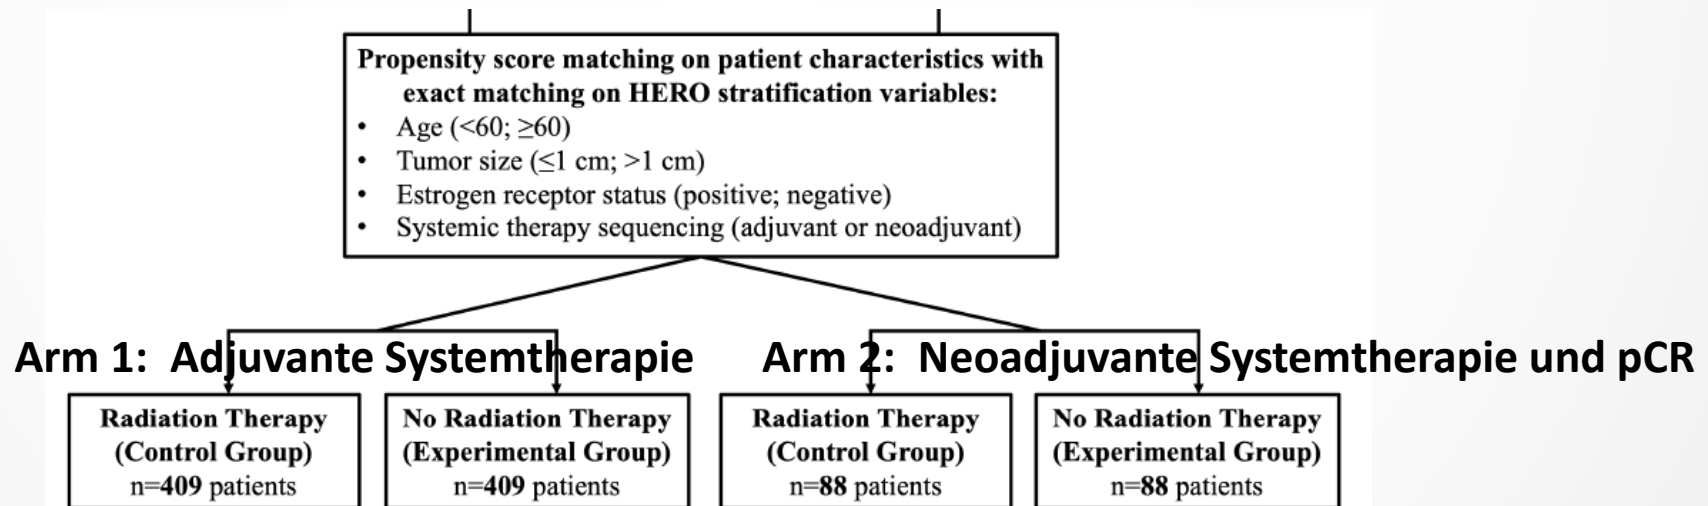 Propensity score matching on patient characteristics with
exact matching on HERO stratification variables:
• Age (<60; ≥60)
• Tumor size (≤1 cm; >1 cm)
• Estrogen receptor status (positive; negative)
• Systemic therapy sequencing (adjuvant or neoadjuvant)
Arm 1: Adjuvante Systemtherapie
Arm 2: Neoadjuvante Systemtherapie und pCR
Radiation Therapy
(Control Group)
n=409 patients
No Radiation Therapy
(Experimental Group)
n=409 patients
Radiation Therapy
(Control Group)
n=88 patients
No Radiation Therapy
(Experimental Group)
n=88 patients